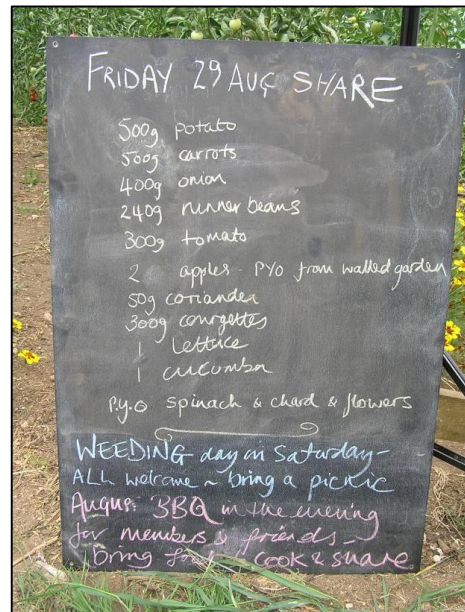 FRIDAY 29 AUG SHARE
500g potato
500g carrots
400g onion
240g runner beans
300g tomato
2 apples - PYO from walled garden
50g coriander
300g courgettes
1 lettuce
1 cucumber
P.y.o spinach & chard & flowers
WEEDING day on Saturday -
ALL welcome ~ bring a picnic
BBQ in the evening
for members & friends -
bring food - cook & share